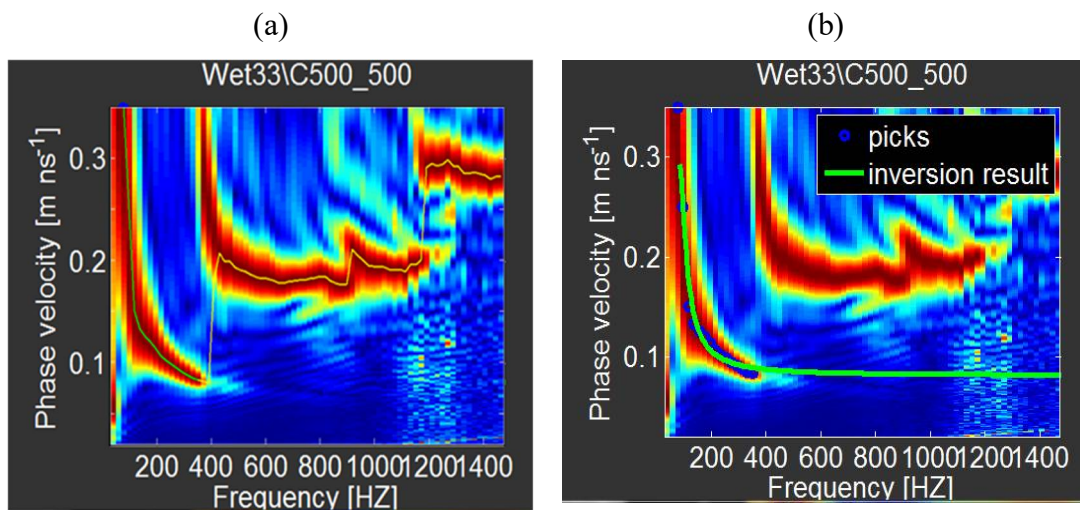 (a)
(b)
Wet33\C500_500
Wet33\C500_500
Phase velocity [m ns⁻¹]
0.3
0.2
0.1
200 400 600 800 1000 1200 1400
Frequency [HZ]
Phase velocity [m ns⁻¹]
0.3
0.2
0.1
picks
inversion result
200 400 600 800 1000 1200 1400
Frequency [HZ]